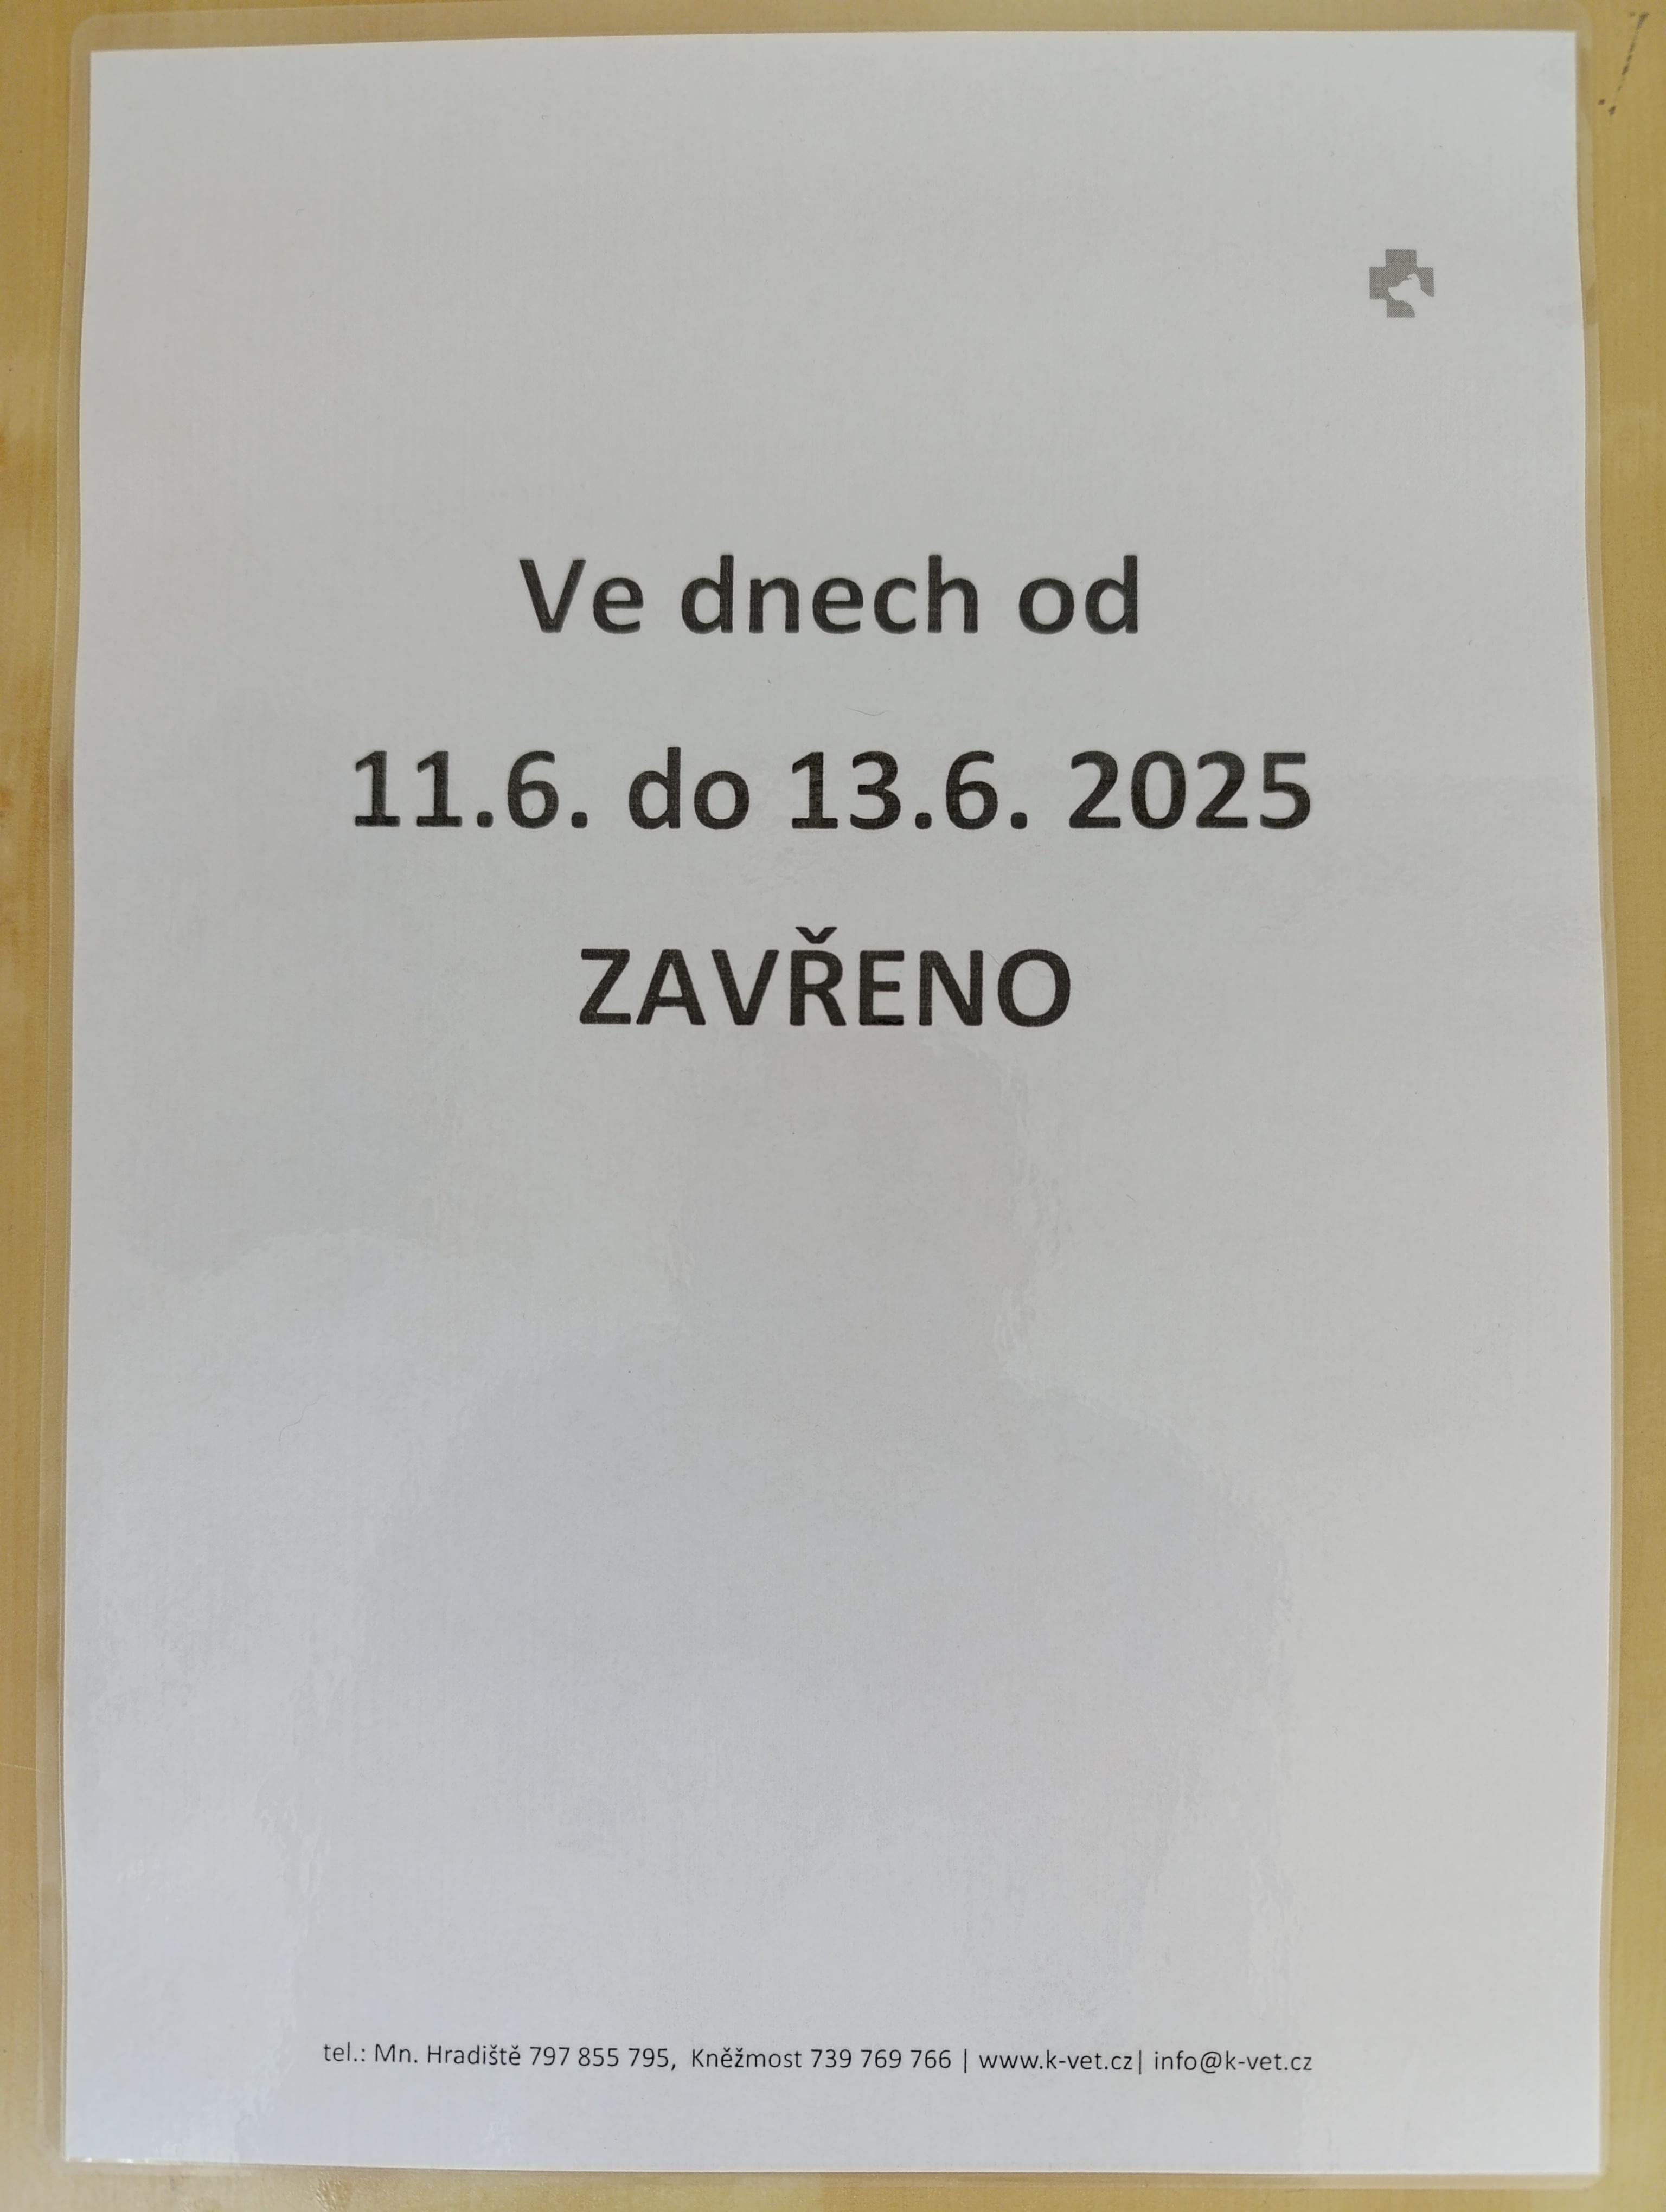 Ve dnech od
11.6. do 13.6. 2025
ZAVŘENO
tel.: Mn. Hradiště 797 855 795, Kněžmost 739 769 766 | www.k-vet.cz| info@k-vet.cz